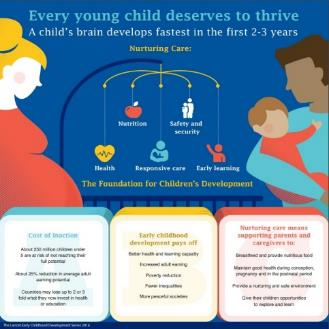 Every young child deserves to thrive
A child's brain develops fastest in the first 2-3 years
Nurturing Care:
Nutrition
Safety and
security
Health
Responsive care
Early learning
The Foundation for Children's Development
Cost of Inaction
About 250 million children under
5 are at risk of not reaching their
full potential
About 25% reduction in average adult
earning potential
Countries may lose up to 2 or 3
fold what they now invest in health
or education
Early childhood
development pays off
Better health and learning capacity
Increased adult earning
Poverty reduction
Fewer inequalities
More peaceful societies
Nurturing care means
supporting parents and
caregivers to:
Breastfeed and provide nutritious food
Maintain good health during conception,
pregnancy and in the postnatal period
Provide a nurturing and safe environment
Give their children opportunities
to explore and learn
The Lancet Early Childhood Development Series 2016